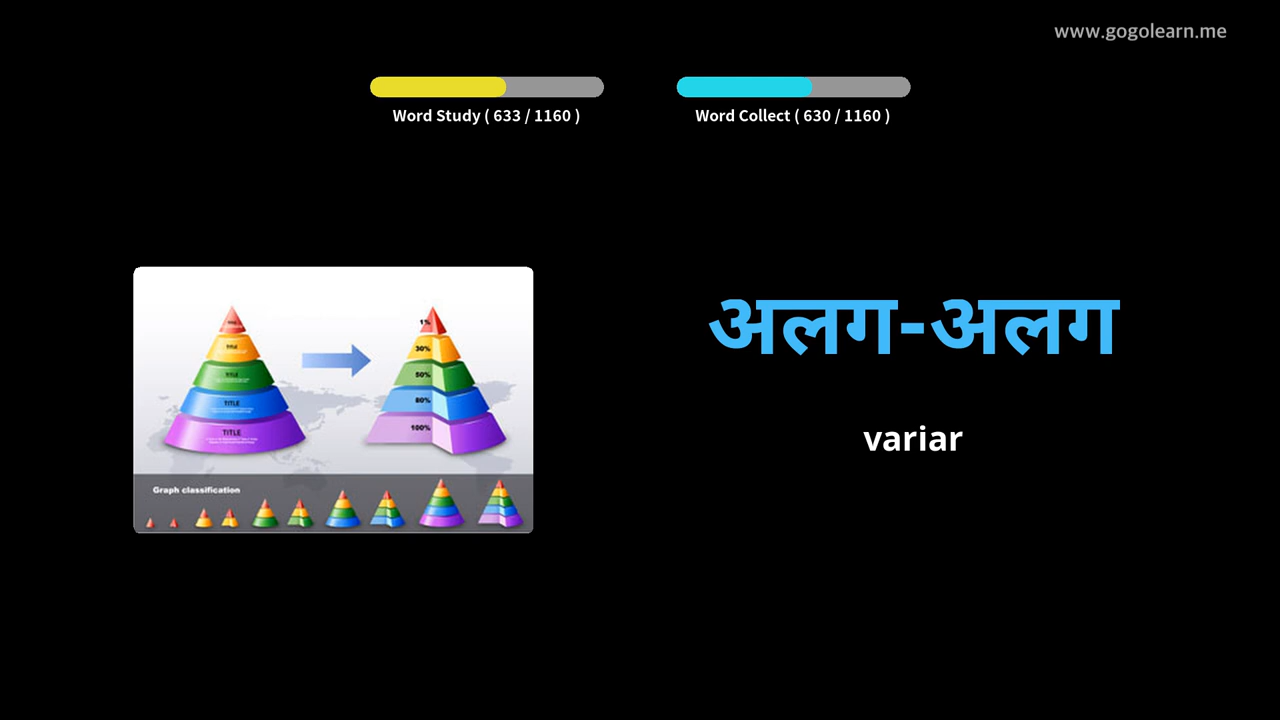 www.gogolearn.me
Word Study ( 633 / 1160 )
Word Collect ( 630 / 1160 )
अलग-अलग
variar
TITLE
TITLE
TITLE
TITLE
1%
30%
50%
80%
100%
Graph classification